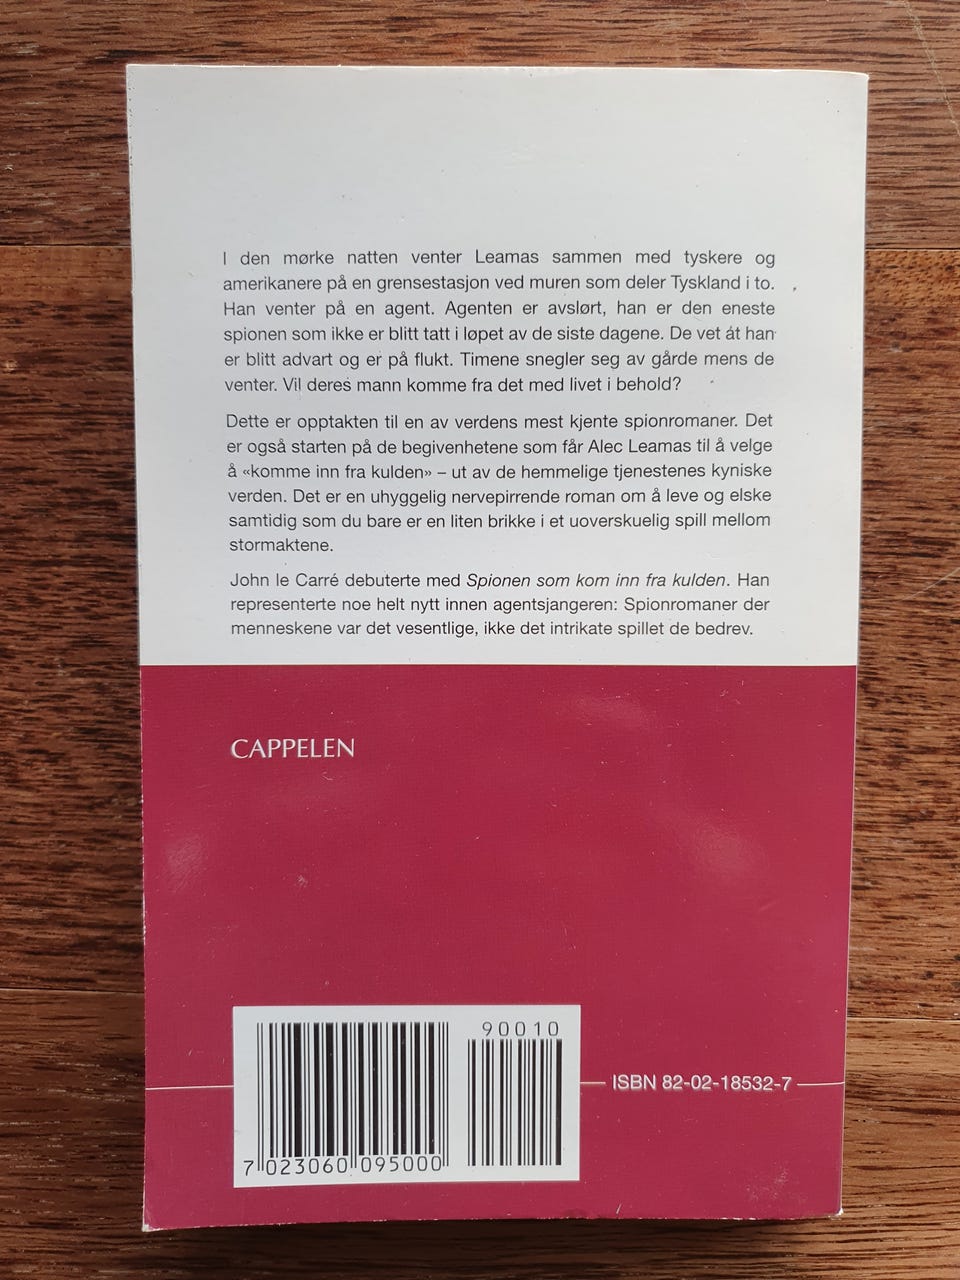 I den mørke natten venter Leamas sammen med tyskere og
amerikanere på en grensestasjon ved muren som deler Tyskland i to.
Han venter på en agent. Agenten er avslørt, han er den eneste
spionen som ikke er blitt tatt i løpet av de siste dagene. De vet at han
er blitt advart og er på flukt. Timene snegler seg av gårde mens de
venter. Vil deres mann komme fra det med livet i behold?
Dette er opptakten til en av verdens mest kjente spionromaner. Det
er også starten på de begivenhetene som får Alec Leamas til å velge
å «komme inn fra kulden» – ut av de hemmelige tjenestenes kyniske
verden. Det er en uhyggelig nervepirrende roman om å leve og elske
samtidig som du bare er en liten brikke i et uoverskuelig spill mellom
stormaktene.
John le Carré debuterte med Spionen som kom inn fra kulden. Han
representerte noe helt nytt innen agentsjangeren: Spionromaner der
menneskene var det vesentlige, ikke det intrikate spillet de bedrev.
CAPPELEN
90010
ISBN 82-02-18532-7
7 023060 095000